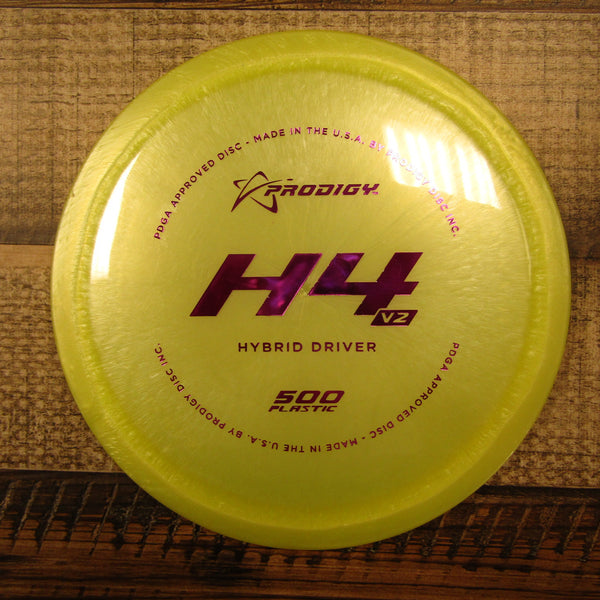 PDGA APPROVED DISC - MADE IN THE U.S.A. BY PRODIGY DISC INC.
PRODIGY
H4 V2
HYBRID DRIVER
500
PLASTIC
PDGA APPROVED DISC - MADE IN THE U.S.A. BY PRODIGY DISC INC.